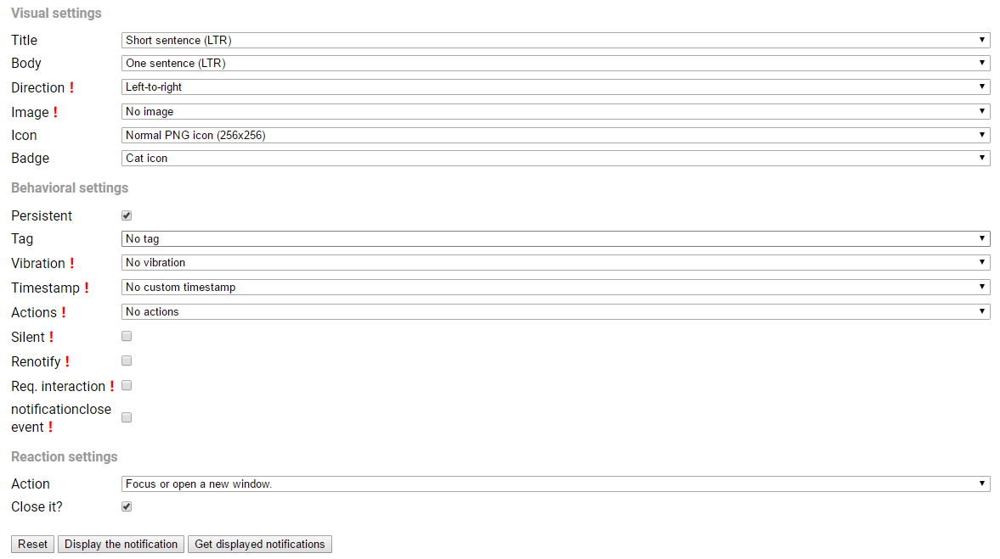 Visual settings
Title Short sentence (LTR)
Body One sentence (LTR)
Direction ! Left-to-right
Image ! No image
Icon Normal PNG icon (256x256)
Badge Cat icon
Behavioral settings
Persistent
Tag No tag
Vibration ! No vibration
Timestamp ! No custom timestamp
Actions ! No actions
Silent !
Renotify !
Req. interaction !
notificationclose
event !
Reaction settings
Action Focus or open a new window.
Close it?
Reset Display the notification Get displayed notifications